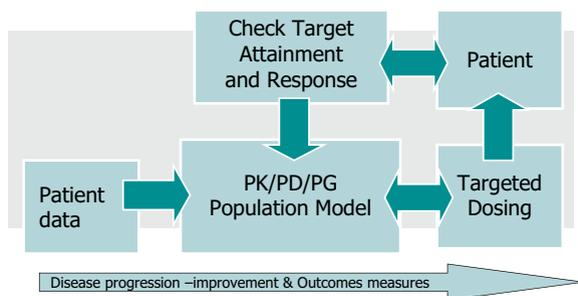 Check Target
Attainment
and Response
Patient
Patient
data
PK/PD/PG
Population Model
Targeted
Dosing
Disease progression –improvement & Outcomes measures